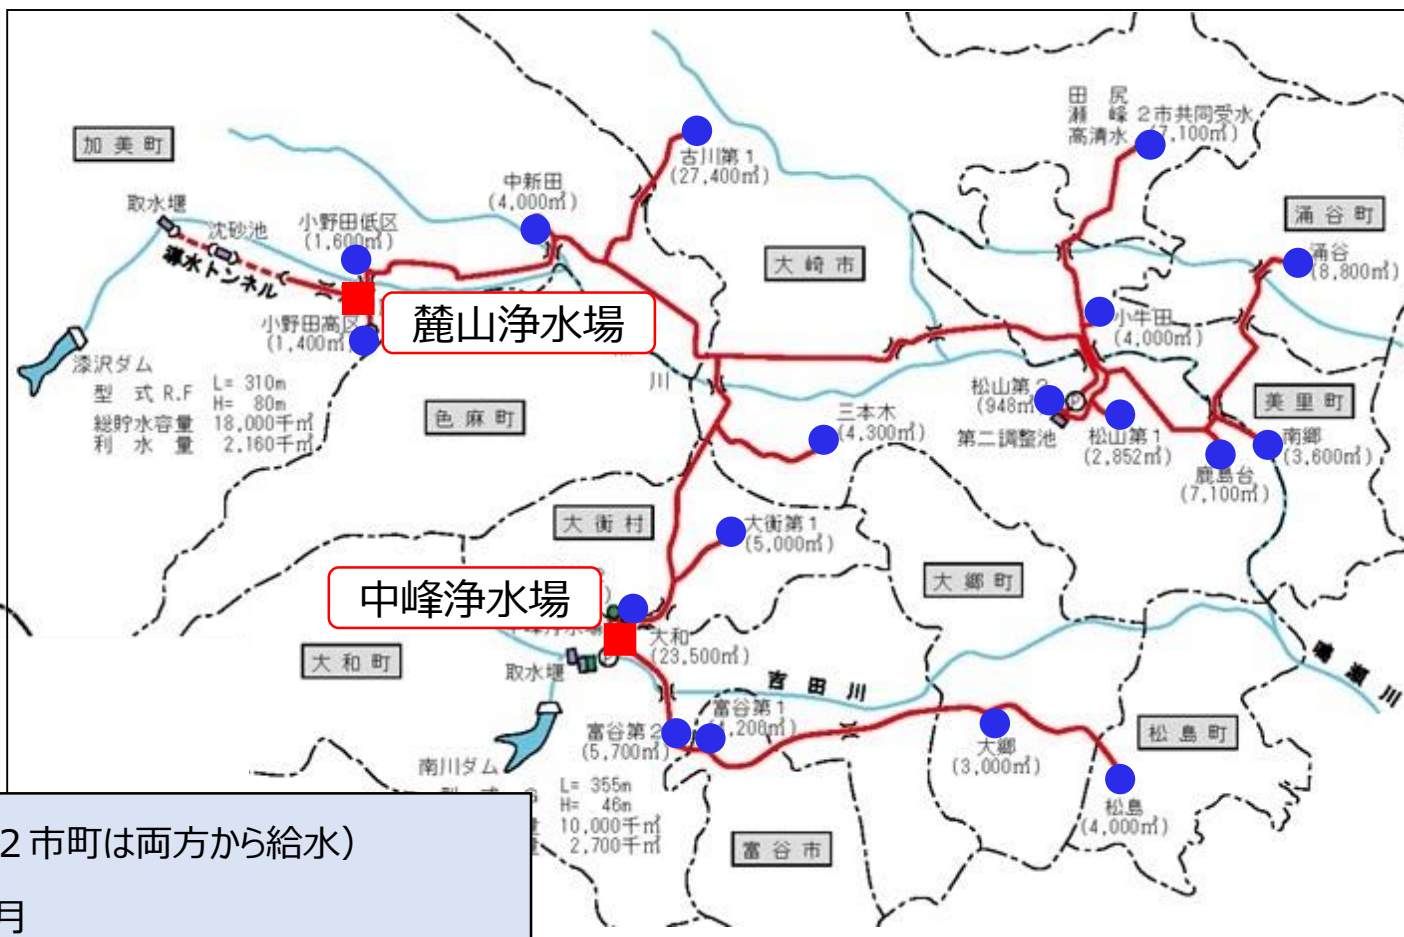 加美町
取水堰
沈砂池
導水トンネル
小野田低区
(1,600㎥)
中新田
(4,000㎥)
古川第1
(27,400㎥)
大崎市
田尻
瀬峰 2市共同受水
高清水 (7,100㎥)
涌谷町
涌谷
(8,800㎥)
麓山浄水場
小野田高区
(1,400㎥)
小牛田
(4,000㎥)
漆沢ダム
型 式 R.F L= 310m
H= 80m
総貯水容量 18,000千㎥
利 水 量 2,160千㎥
色麻町
川
三本木
(4,300㎥)
松山第2
(948㎥)
P
第二調整池
松山第1
(2,852㎥)
美里町
南郷
(3,600㎥)
鹿島台
(7,100㎥)
大衡村
大衡第1
(5,000㎥)
中峰浄水場
大郷町
大和町
取水堰
大和
(23,500㎥)
吉田川
鳴瀬川
富谷第1
,208㎥)
富谷第2
(5,700㎥)
大郷
(3,000㎥)
松島町
松島
(4,000㎥)
南川ダム
L= 355m
H= 46m
10,000千㎥
2,700千㎥
富谷市
2市町は両方から給水）
月